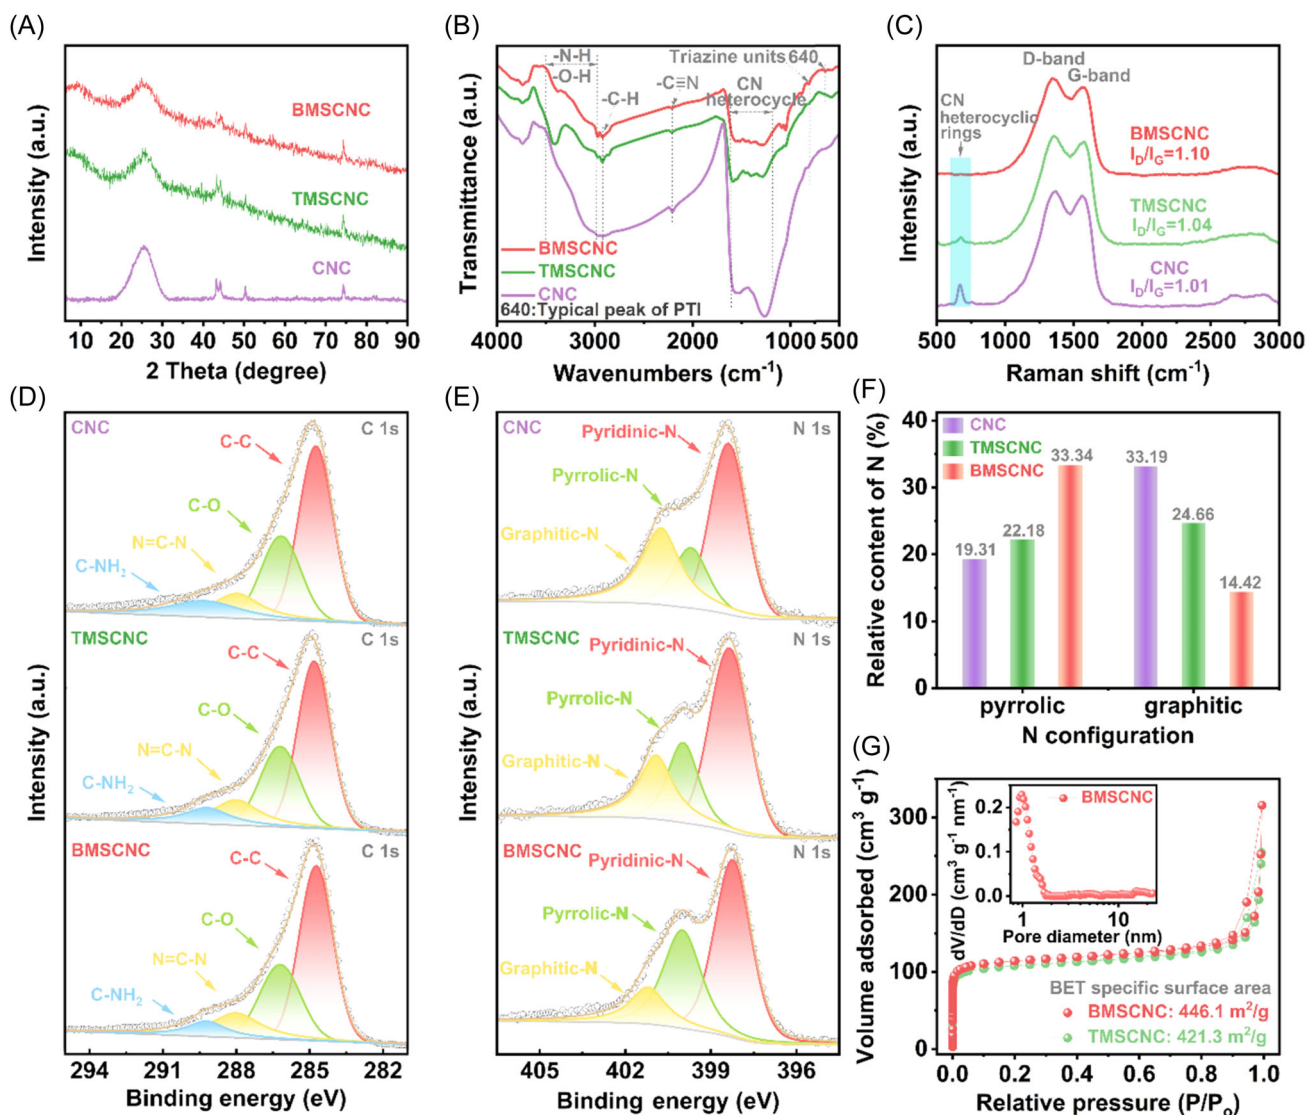 (A)
Intensity (a.u.)
BMSCNC
TMSCNC
CNC
10 20 30 40 50 60 70 80 90
2 Theta (degree)
(B)
Transmittance (a.u.)
-N-H
-O-H
-C-H
-C≡N
Triazine units 640
CN
heterocycle
BMSCNC
TMSCNC
CNC
640:Typical peak of PTI
4000 3000 2000 1000 500
Wavenumbers (cm⁻¹)
(C)
Intensity (a.u.)
D-band
G-band
CN
heterocyclic
rings
BMSCNC
I_D/I_G=1.10
TMSCNC
I_D/I_G=1.04
CNC
I_D/I_G=1.01
500 1000 1500 2000 2500 3000
Raman shift (cm⁻¹)
(D)
Intensity (a.u.)
CNC
C 1s
C-C
C-O
N=C-N
C-NH₂
TMSCNC
C 1s
C-C
C-O
N=C-N
C-NH₂
BMSCNC
C 1s
C-C
C-O
N=C-N
C-NH₂
294 291 288 285 282
Binding energy (eV)
(E)
Intensity (a.u.)
CNC
N 1s
Pyridinic-N
Pyrrolic-N
Graphitic-N
TMSCNC
N 1s
Pyridinic-N
Pyrrolic-N
Graphitic-N
BMSCNC
N 1s
Pyridinic-N
Pyrrolic-N
Graphitic-N
405 402 399 396
Binding energy (eV)
(F)
Relative content of N (%)
40
30
20
10
0
CNC
TMSCNC
BMSCNC
19.31
22.18
33.34
33.19
24.66
14.42
pyrrolic graphitic
N configuration
(G)
Volume adsorbed (cm³ g⁻¹)
300
200
100
0
dV/dD (cm³ g⁻¹ nm⁻¹)
0.2
0.1
0.0
BMSCNC
1 10
Pore diameter (nm)
BET specific surface area
BMSCNC: 446.1 m²/g
TMSCNC: 421.3 m²/g
0.0 0.2 0.4 0.6 0.8 1.0
Relative pressure (P/P₀)